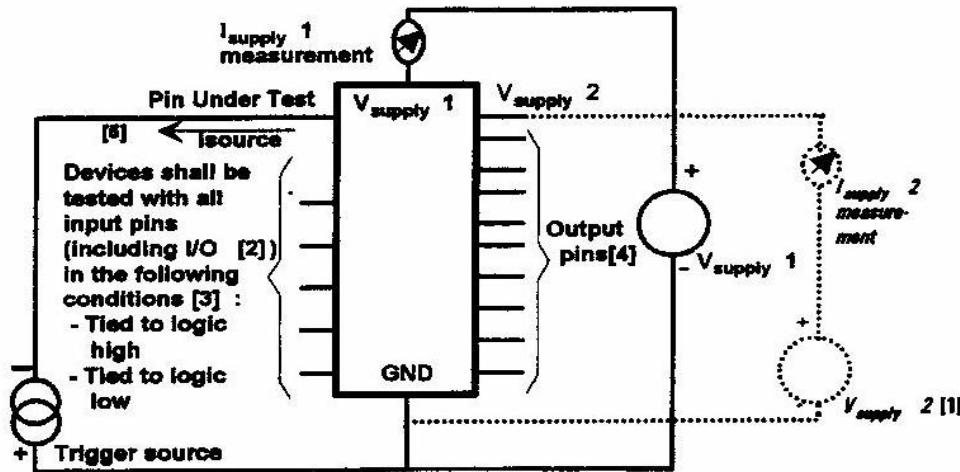 Isupply 1
measurement
Pin Under Test
Vsupply 1
Vsupply 2
[5]
Isource
Devices shall be
tested with all
input pins
(including I/O [2])
in the following
conditions [3] :
- Tied to logic
high
- Tied to logic
low
Output
pins[4]
+
-
Vsupply 1
Isupply 2
measure-
ment
GND
+
-
Vsupply 2 [1]
-
+
Trigger source